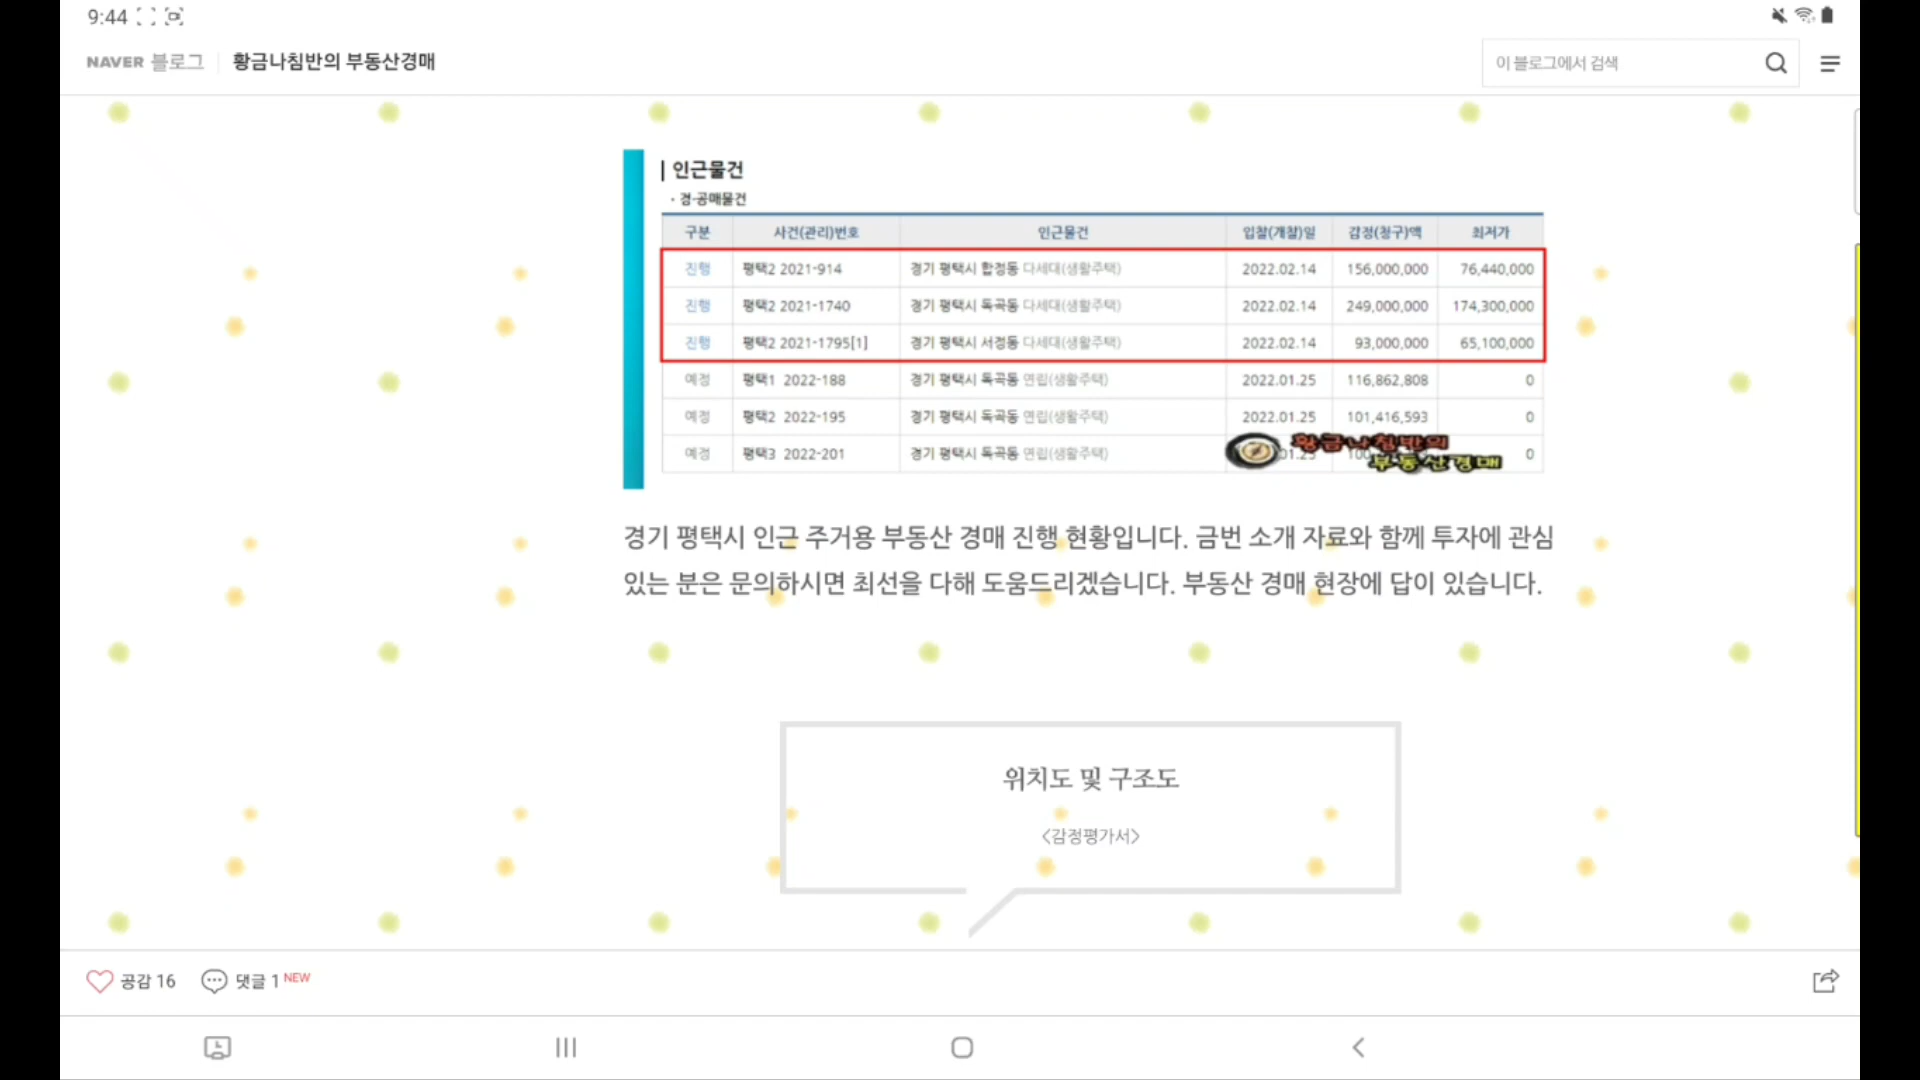 9:44
NAVER 블로그 황금나침반의 부동산경매
이 블로그에서 검색
인근물건
· 경·공매물건
구분 사건(관리)번호 인근물건 입찰(개찰)일 감정(청구)액 최저가
진행 평택2 2021-914 경기 평택시 합정동 다세대(생활주택) 2022.02.14 156,000,000 76,440,000
진행 평택2 2021-1740 경기 평택시 독곡동 다세대(생활주택) 2022.02.14 249,000,000 174,300,000
진행 평택2 2021-1795[1] 경기 평택시 서정동 다세대(생활주택) 2022.02.14 93,000,000 65,100,000
예정 평택1 2022-188 경기 평택시 독곡동 연립(생활주택) 2022.01.25 116,862,808 0
예정 평택2 2022-195 경기 평택시 독곡동 연립(생활주택) 2022.01.25 101,416,593 0
예정 평택3 2022-201 경기 평택시 독곡동 연립(생활주택) 0
황금나침반의
부동산경매
경기 평택시 인근 주거용 부동산 경매 진행 현황입니다. 금번 소개 자료와 함께 투자에 관심
있는 분은 문의하시면 최선을 다해 도움드리겠습니다. 부동산 경매 현장에 답이 있습니다.
위치도 및 구조도
<감정평가서>
공감 16 댓글 1 NEW